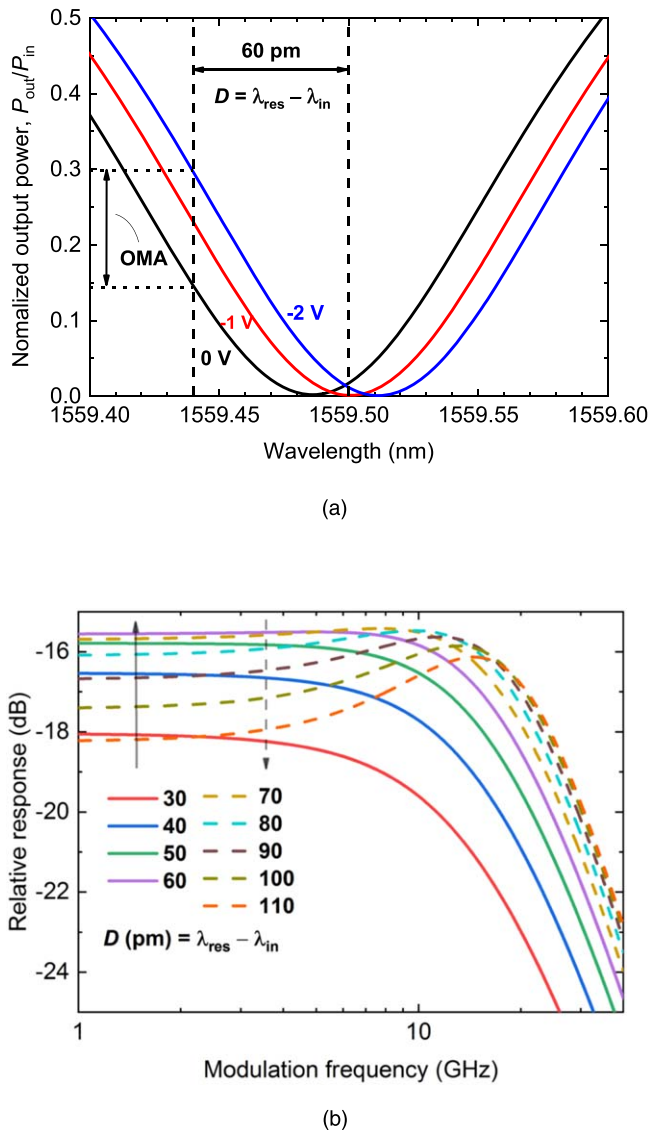 0.5
0.4
0.3
0.2
0.1
0.0
Nomalized output power, Pout/Pin
60 pm
D = λres − λin
OMA
-1 V
-2 V
0 V
1559.40 1559.45 1559.50 1559.55 1559.60
Wavelength (nm)
(a)
-16
-18
-20
-22
-24
Relative response (dB)
30 70
40 80
50 90
60 100
110
D (pm) = λres − λin
1 10
Modulation frequency (GHz)
(b)